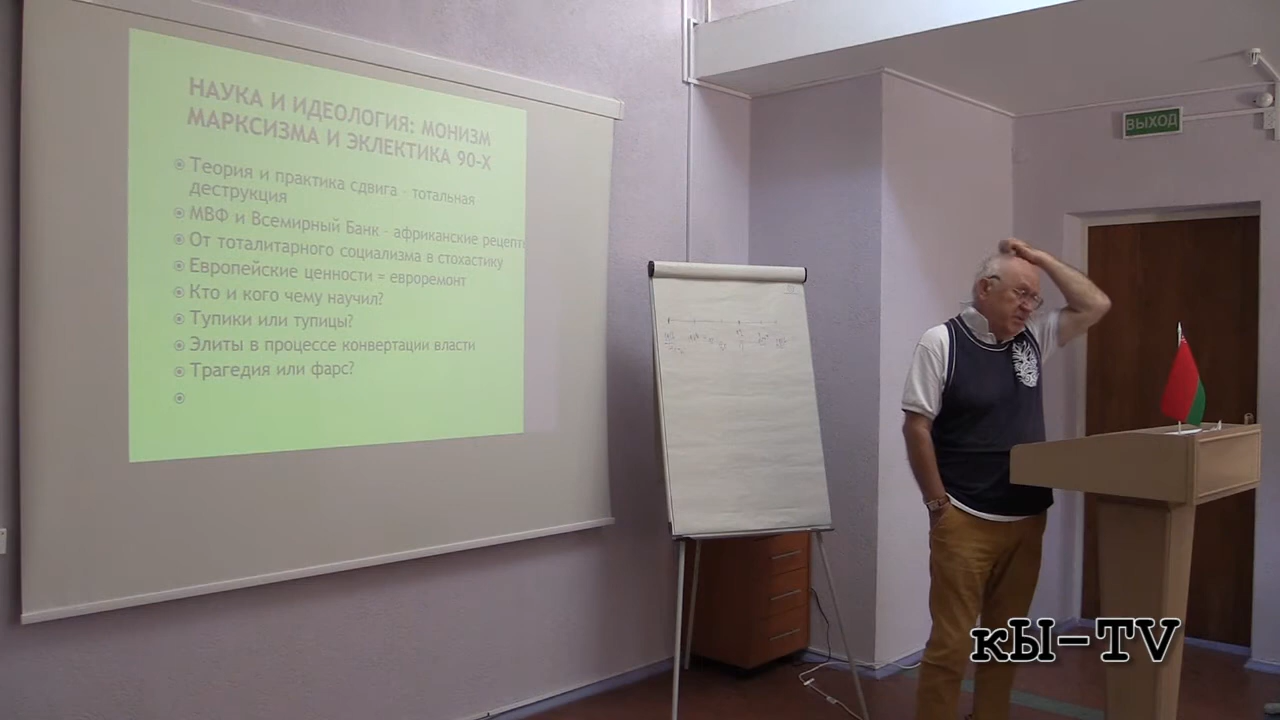 НАУКА И ИДЕОЛОГИЯ: МОНИЗМ
МАРКСИЗМА И ЭКЛЕКТИКА 90-Х
Теория и практика сдвига – тотальная
деструкция
МВФ и Всемирный Банк – африканские рецепт
От тоталитарного социализма в стохастику
Европейские ценности = евроремонт
Кто и кого чему научил?
Тупики или тупицы?
Элиты в процессе конвертации власти
Трагедия или фарс?
ВЫХОД
кЫ-TV